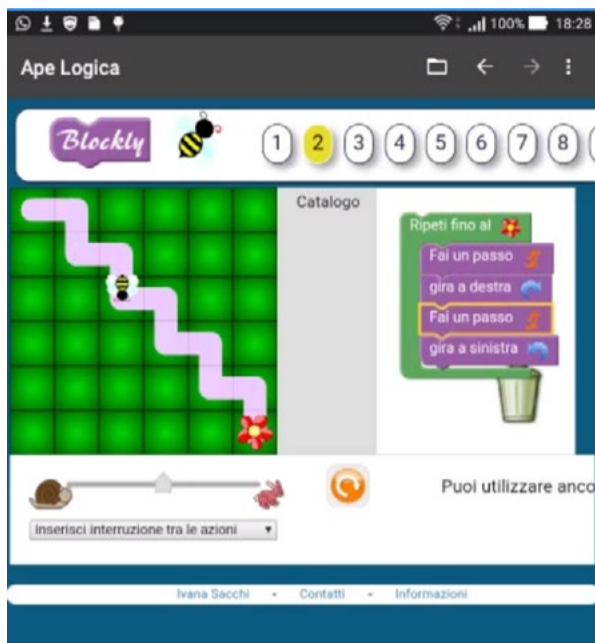 100% 18:28
Ape Logica
Blockly 1 2 3 4 5 6 7 8
Catalogo
Ripeti fino al
Fai un passo
gira a destra
Fai un passo
gira a sinistra
Puoi utilizzare anco
Inserisci interruzione tra le azioni
Ivana Sacchi - Contatti - Informazioni